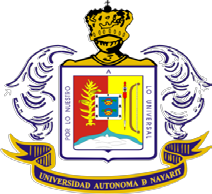 A
POR LO NUESTRO
LO UNIVERSAL
UNIVERSIDAD AUTONOMA D NAYARIT